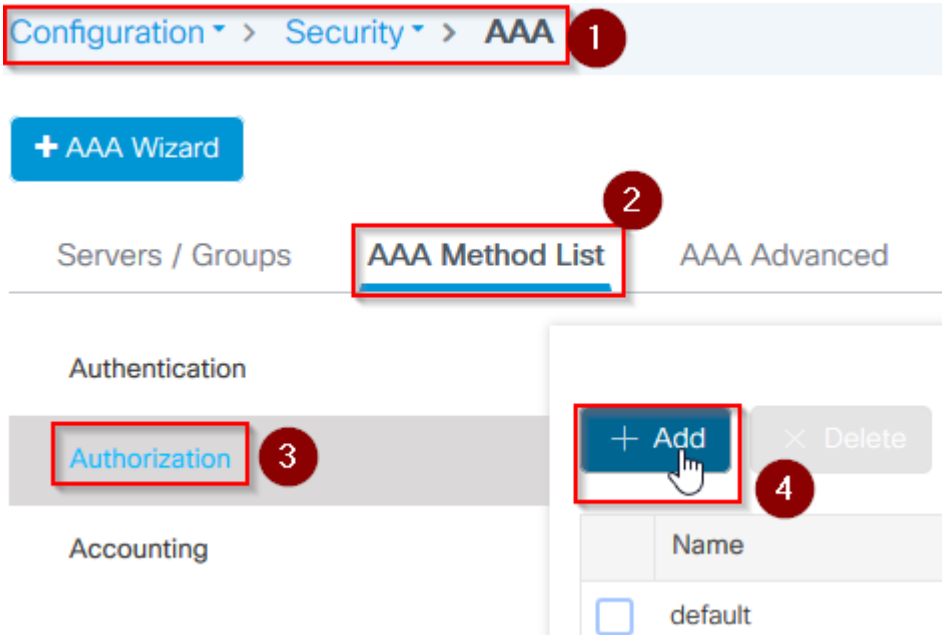 Configuration > Security > AAA 1
+ AAA Wizard
2
Servers / Groups AAA Method List AAA Advanced
Authentication
Authorization 3
+ Add × Delete
4
Accounting
Name
default